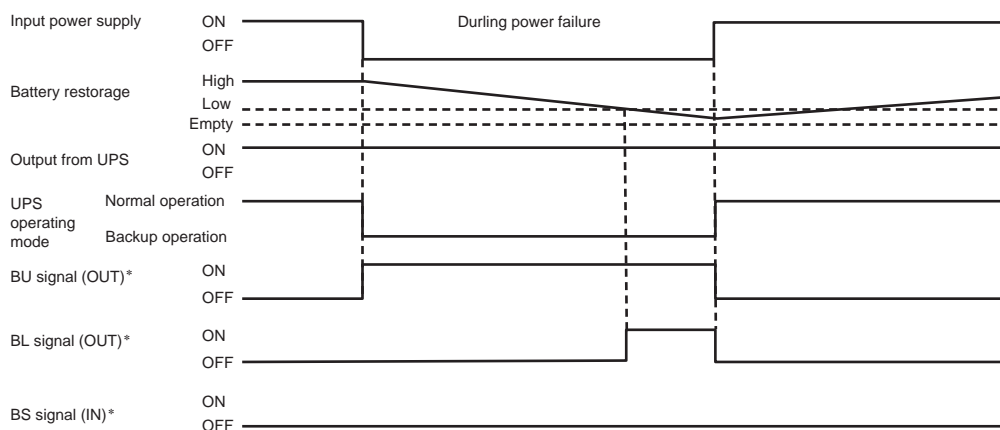 Input power supply
ON
OFF
Durling power failure
Battery restorage
High
Low
Empty
Output from UPS
ON
OFF
UPS
operating
mode
Normal operation
Backup operation
BU signal (OUT)*
ON
OFF
BL signal (OUT)*
ON
OFF
BS signal (IN)*
ON
OFF